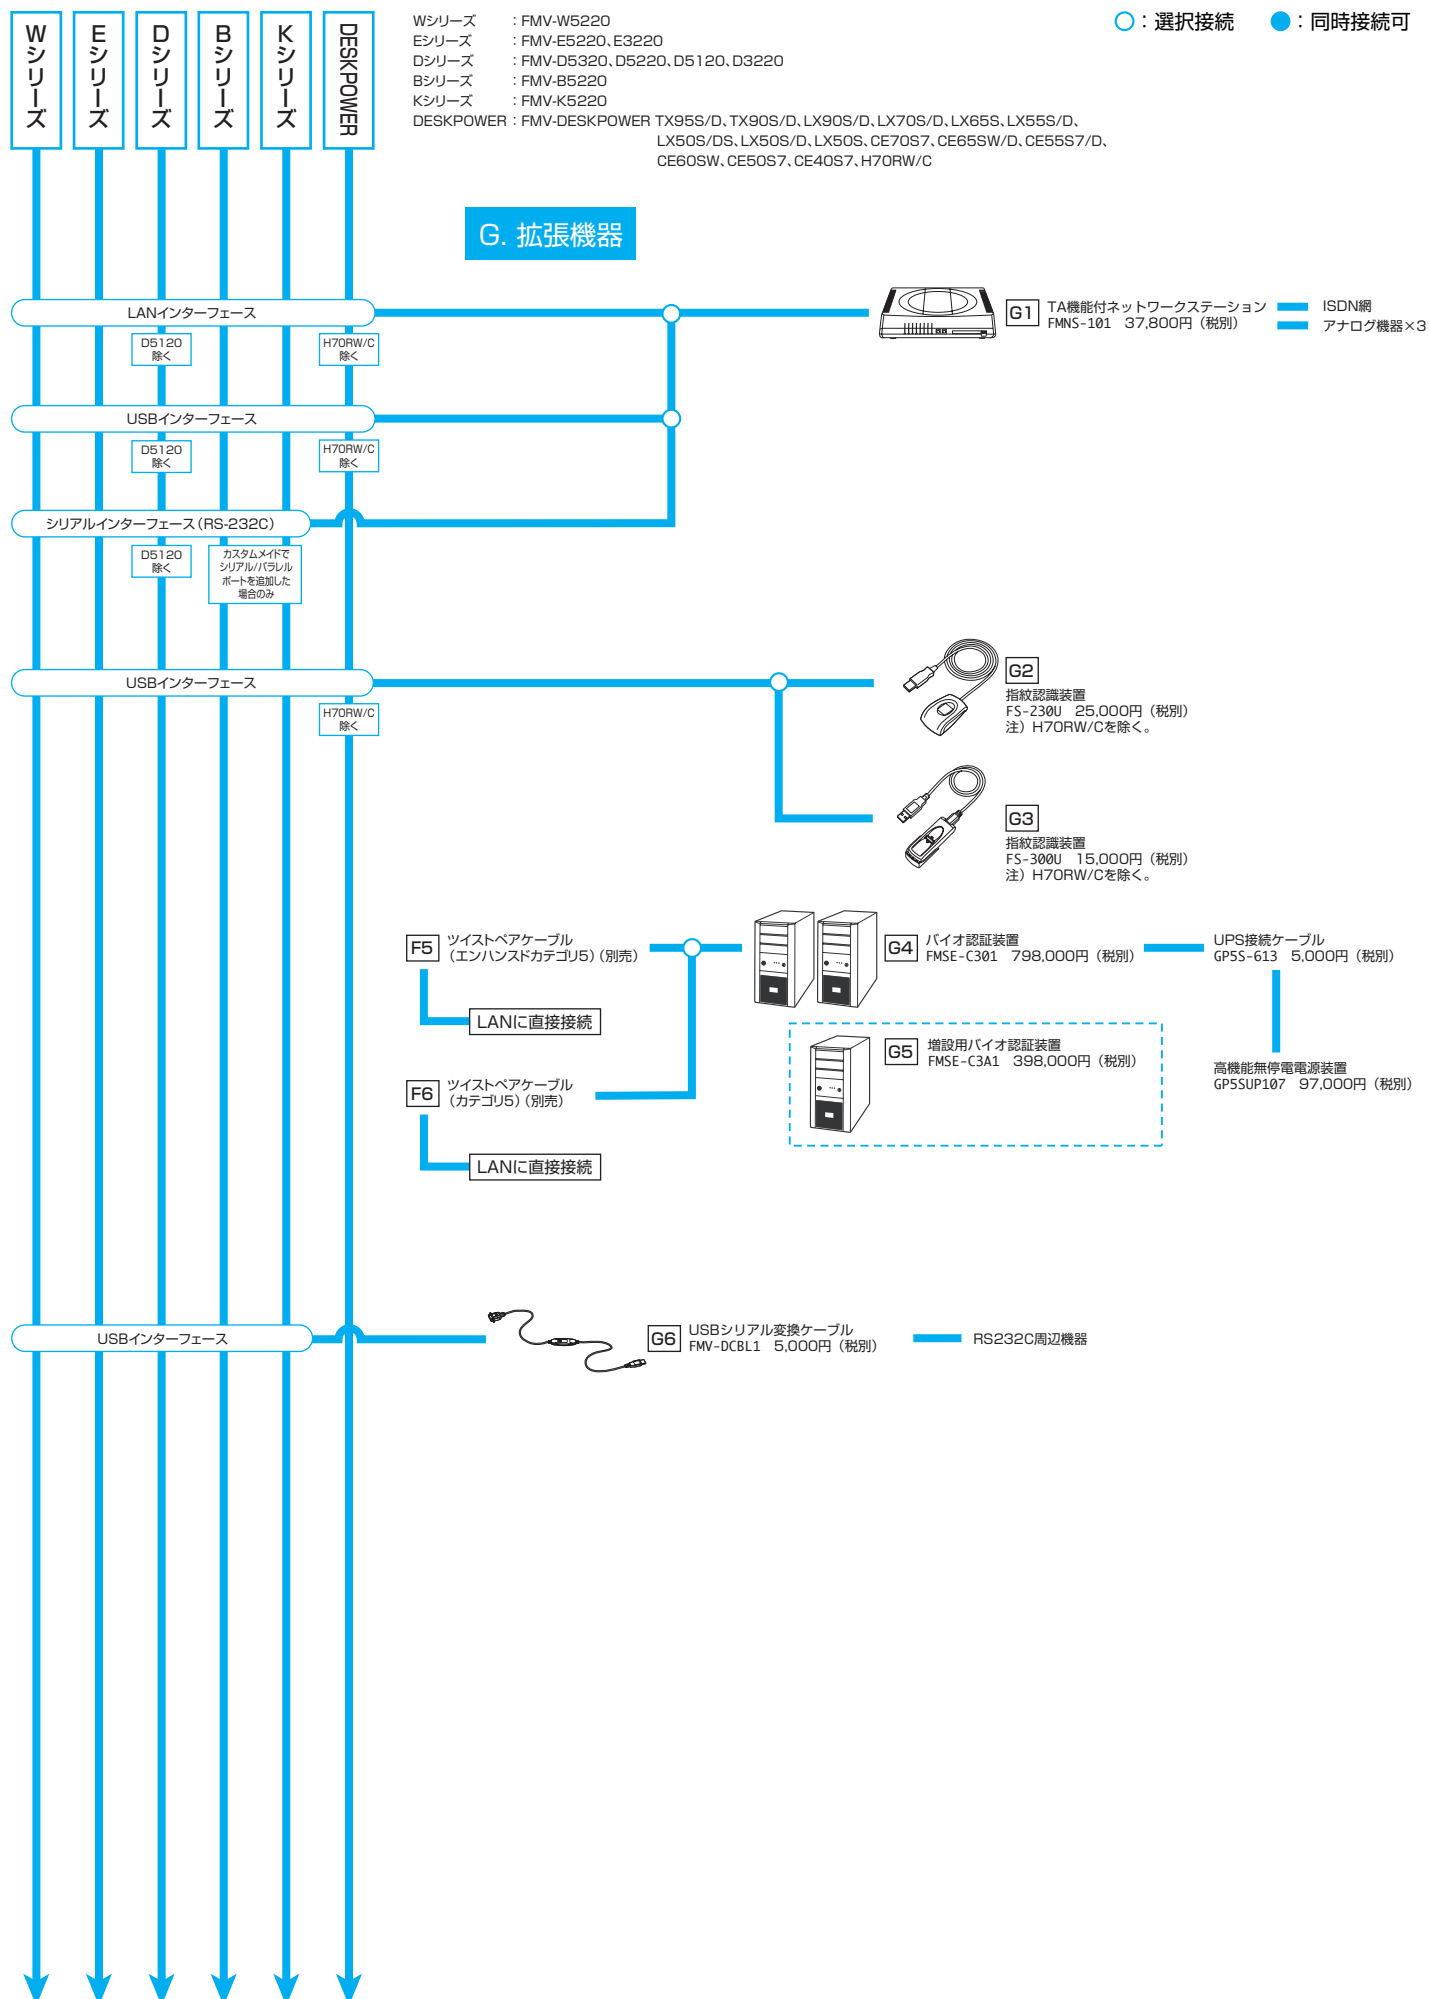 Wシリーズ
Eシリーズ
Dシリーズ
Bシリーズ
Kシリーズ
DESKPOWER
Wシリーズ ：FMV-W5220
Eシリーズ ：FMV-E5220、E3220
Dシリーズ ：FMV-D5320、D5220、D5120、D3220
Bシリーズ ：FMV-B5220
Kシリーズ ：FMV-K5220
DESKPOWER：FMV-DESKPOWER TX95S/D、TX90S/D、LX90S/D、LX70S/D、LX65S、LX55S/D、
LX50S/DS、LX50S/D、LX50S、CE70S7、CE65SW/D、CE55S7/D、
CE60SW、CE50S7、CE40S7、H70RW/C
：選択接続 ：同時接続可
G. 拡張機器
LANインターフェース
D5120
除く
H70RW/C
除く
G1 TA機能付ネットワークステーション
FMNS-101 37,800円（税別）
ISDN網
アナログ機器×3
USBインターフェース
D5120
除く
H70RW/C
除く
シリアルインターフェース（RS-232C）
D5120
除く
カスタムメイドで
シリアル/パラレル
ポートを追加した
場合のみ
USBインターフェース
H70RW/C
除く
G2
指紋認識装置
FS-230U 25,000円（税別）
注）H70RW/Cを除く。
G3
指紋認識装置
FS-300U 15,000円（税別）
注）H70RW/Cを除く。
F5 ツイストペアケーブル
（エンハンスドカテゴリ5）（別売）
LANに直接接続
G4 バイオ認証装置
FMSE-C301 798,000円（税別）
UPS接続ケーブル
GP5S-613 5,000円（税別）
G5 増設用バイオ認証装置
FMSE-C3A1 398,000円（税別）
高機能無停電電源装置
GP5SUP107 97,000円（税別）
F6 ツイストペアケーブル
（カテゴリ5）（別売）
LANに直接接続
USBインターフェース
G6 USBシリアル変換ケーブル
FMV-DCBL1 5,000円（税別）
RS232C周辺機器